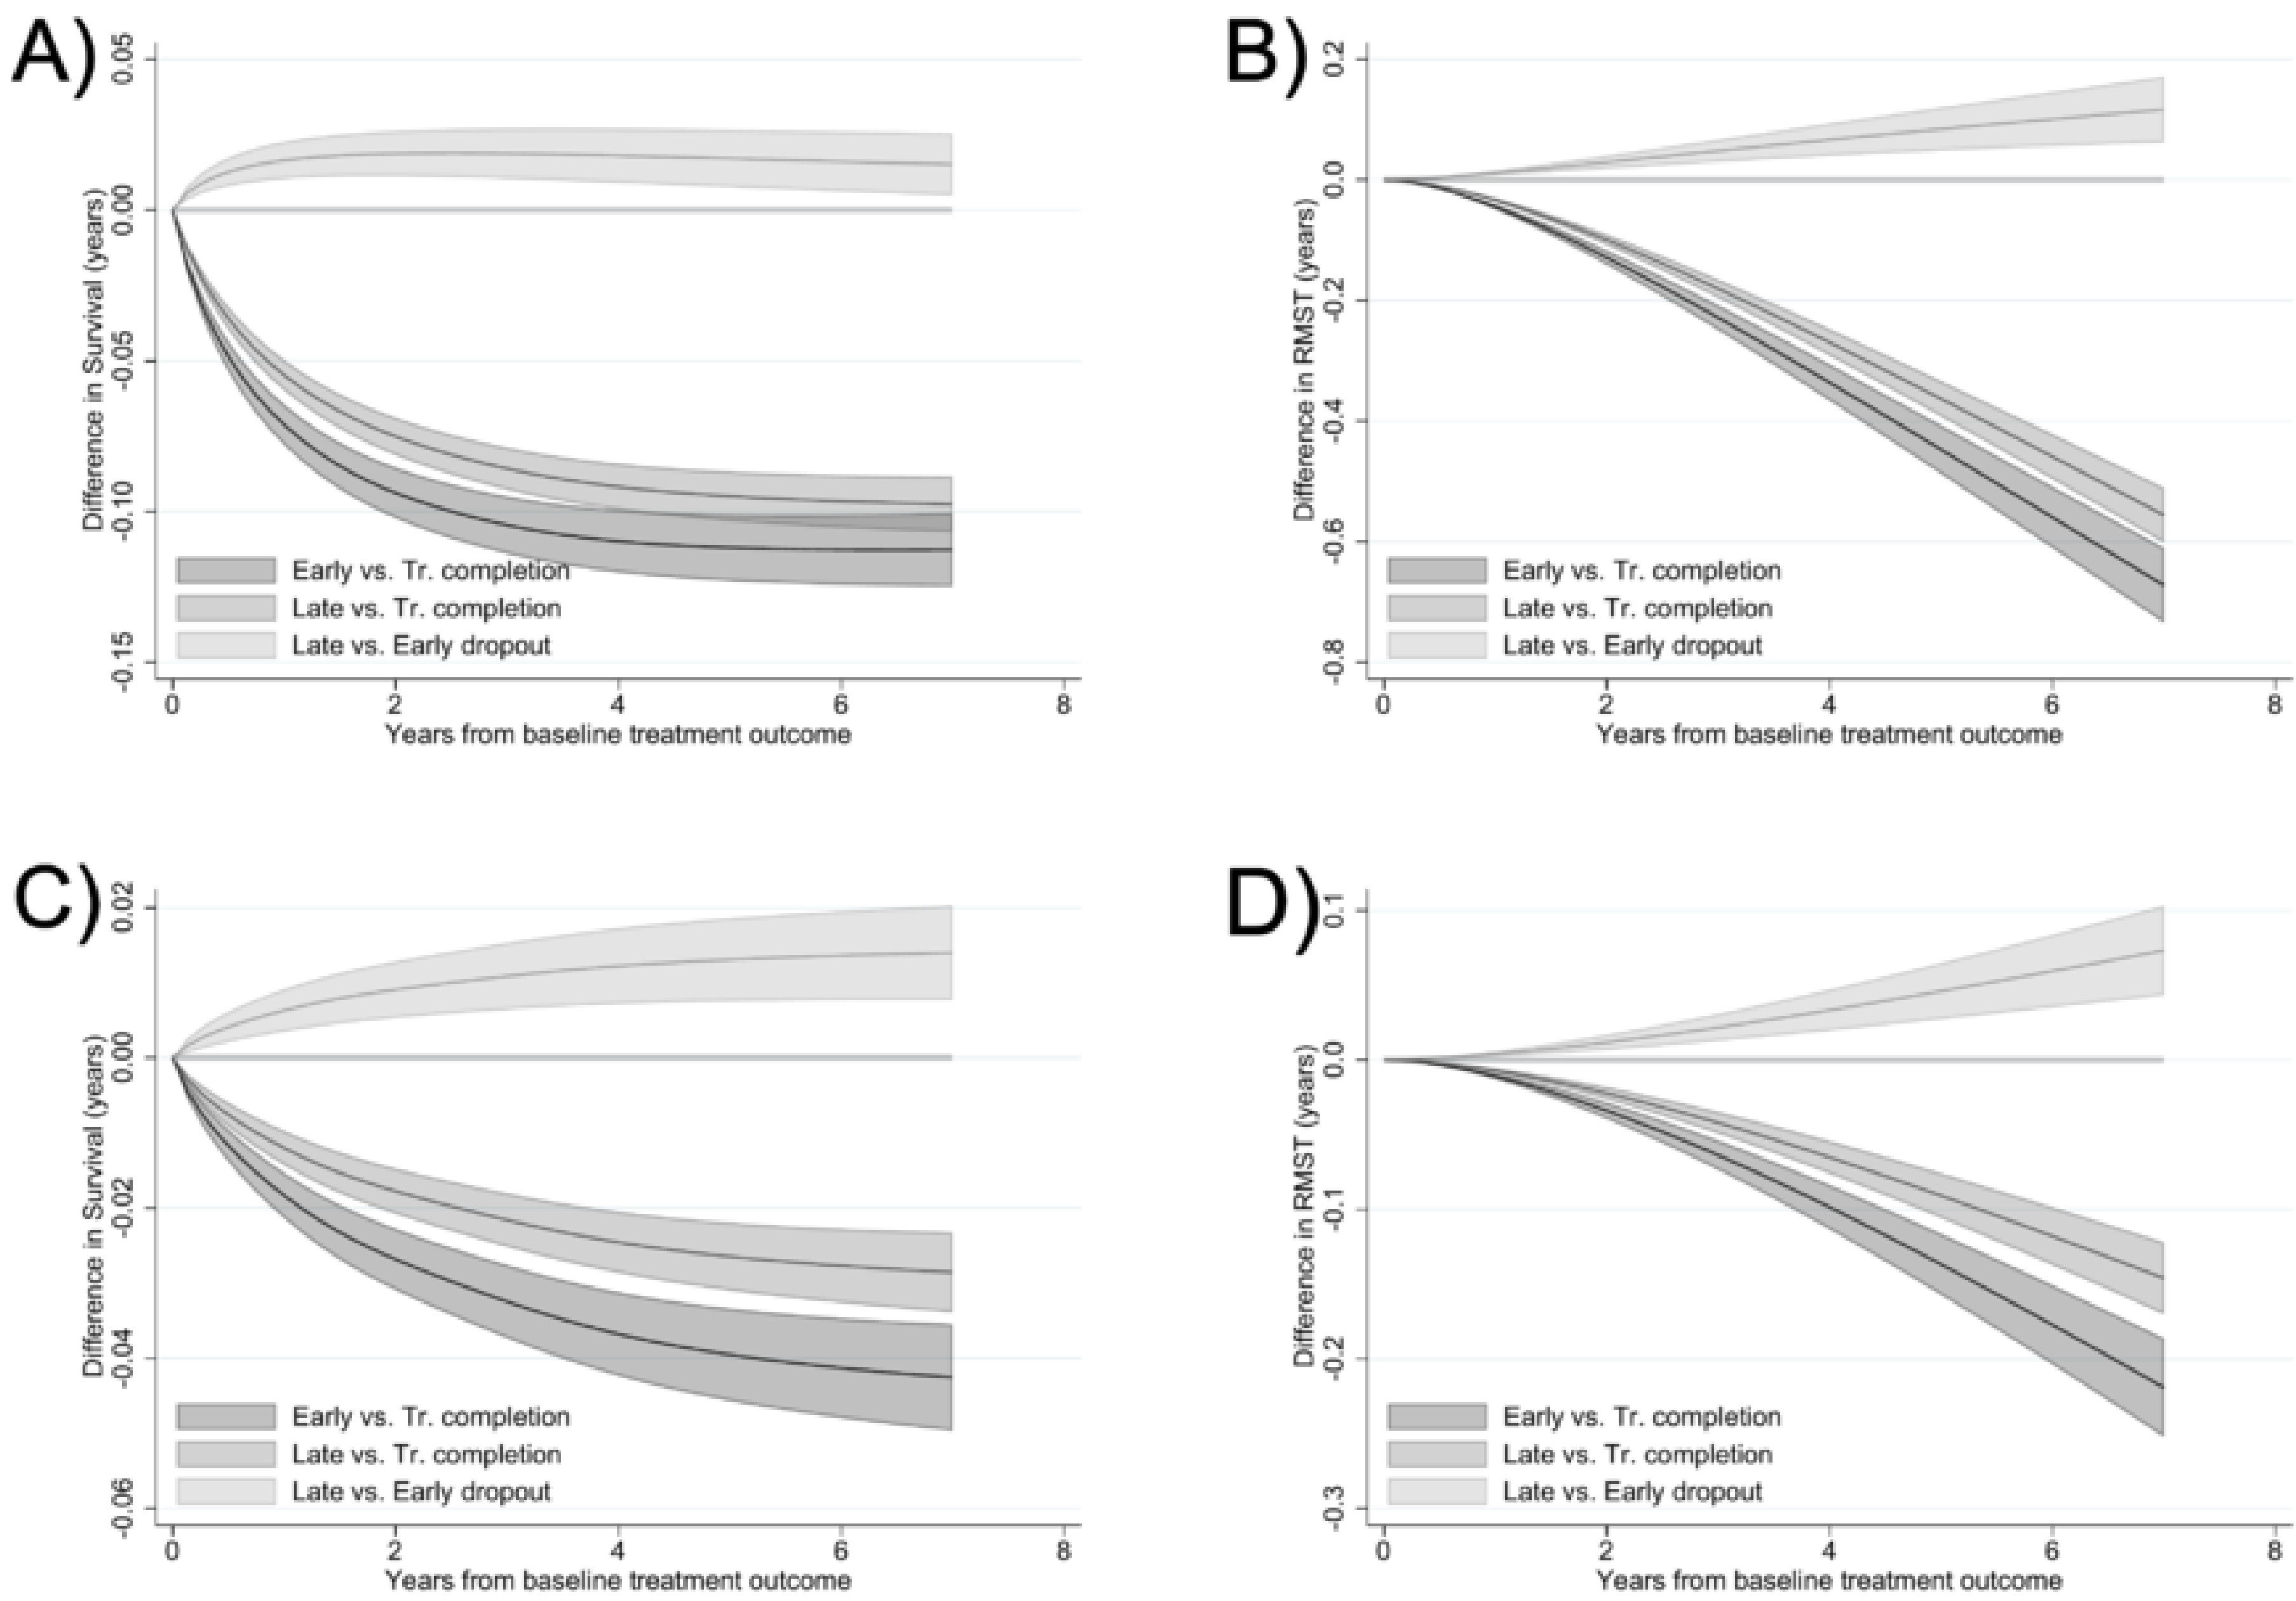 A)
Difference in Survival (years)
0.05
0.00
-0.05
-0.10
-0.15
Early vs. Tr. completion
Late vs. Tr. completion
Late vs. Early dropout
0 2 4 6 8
Years from baseline treatment outcome
B)
Difference in RMST (years)
0.2
0.0
-0.2
-0.4
-0.6
-0.8
Early vs. Tr. completion
Late vs. Tr. completion
Late vs. Early dropout
0 2 4 6 8
Years from baseline treatment outcome
C)
Difference in Survival (years)
0.02
0.00
-0.02
-0.04
-0.06
Early vs. Tr. completion
Late vs. Tr. completion
Late vs. Early dropout
0 2 4 6 8
Years from baseline treatment outcome
D)
Difference in RMST (years)
0.1
0.0
-0.1
-0.2
-0.3
Early vs. Tr. completion
Late vs. Tr. completion
Late vs. Early dropout
0 2 4 6 8
Years from baseline treatment outcome